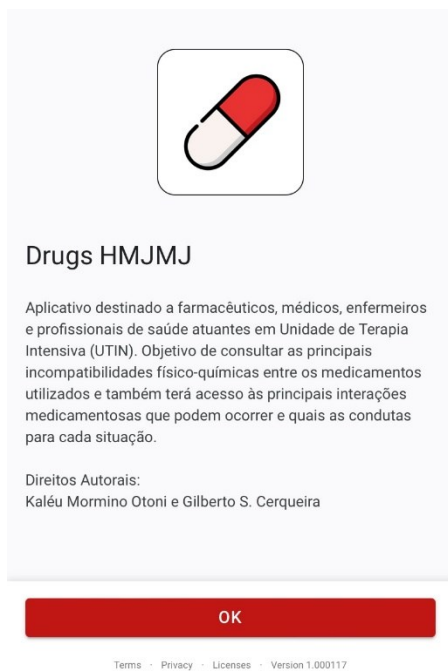 Drugs HMJMJ
Aplicativo destinado a farmacêuticos, médicos, enfermeiros
e profissionais de saúde atuantes em Unidade de Terapia
Intensiva (UTIN). Objetivo de consultar as principais
incompatibilidades físico-químicas entre os medicamentos
utilizados e também terá acesso às principais interações
medicamentosas que podem ocorrer e quais as condutas
para cada situação.
Direitos Autorais:
Kaléu Mormino Otoni e Gilberto S. Cerqueira
OK
Terms · Privacy · Licenses · Version 1.000117